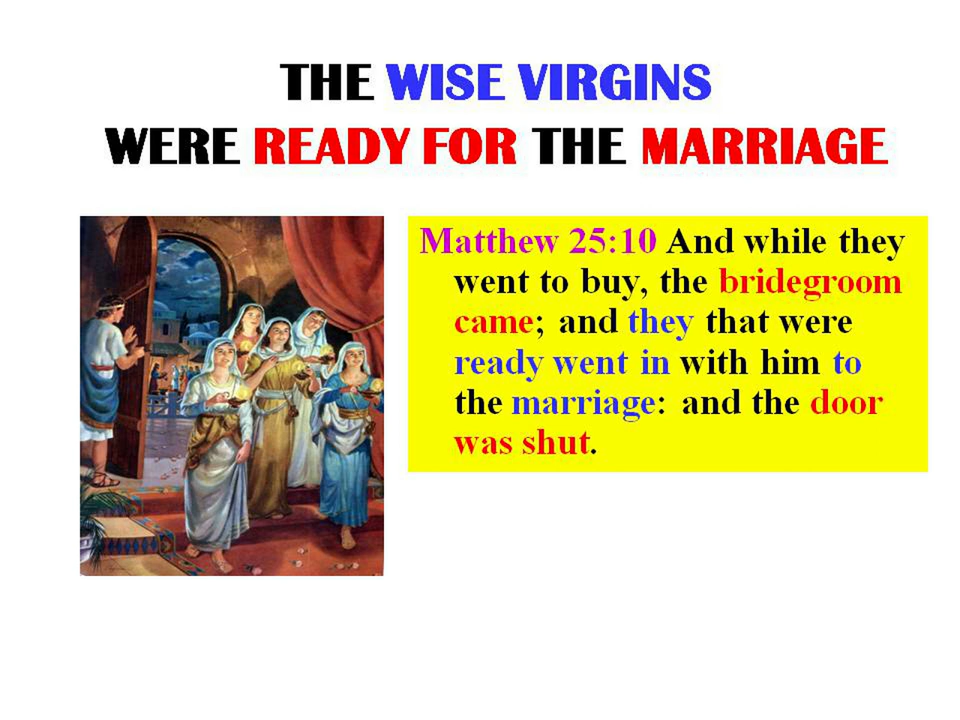 THE WISE VIRGINS
WERE READY FOR THE MARRIAGE
Matthew 25:10 And while they
went to buy, the bridegroom
came; and they that were
ready went in with him to
the marriage: and the door
was shut.